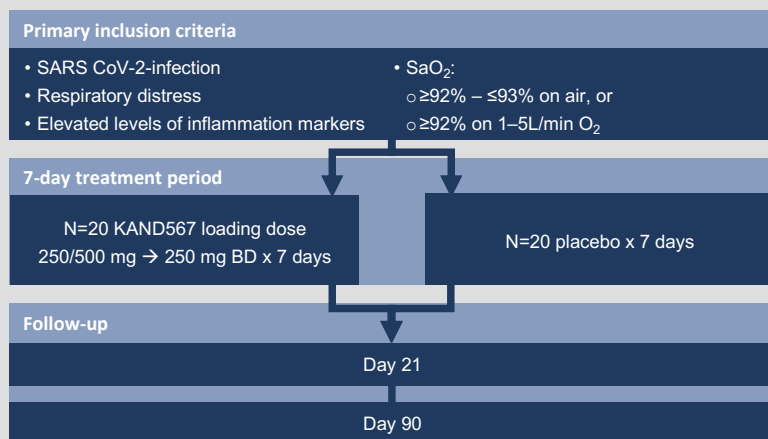 Primary inclusion criteria
• SARS CoV-2-infection
• Respiratory distress
• Elevated levels of inflammation markers
• SaO₂:
○ ≥92% – ≤93% on air, or
○ ≥92% on 1–5L/min O₂
7-day treatment period
N=20 KAND567 loading dose
250/500 mg → 250 mg BD x 7 days
N=20 placebo x 7 days
Follow-up
Day 21
Day 90